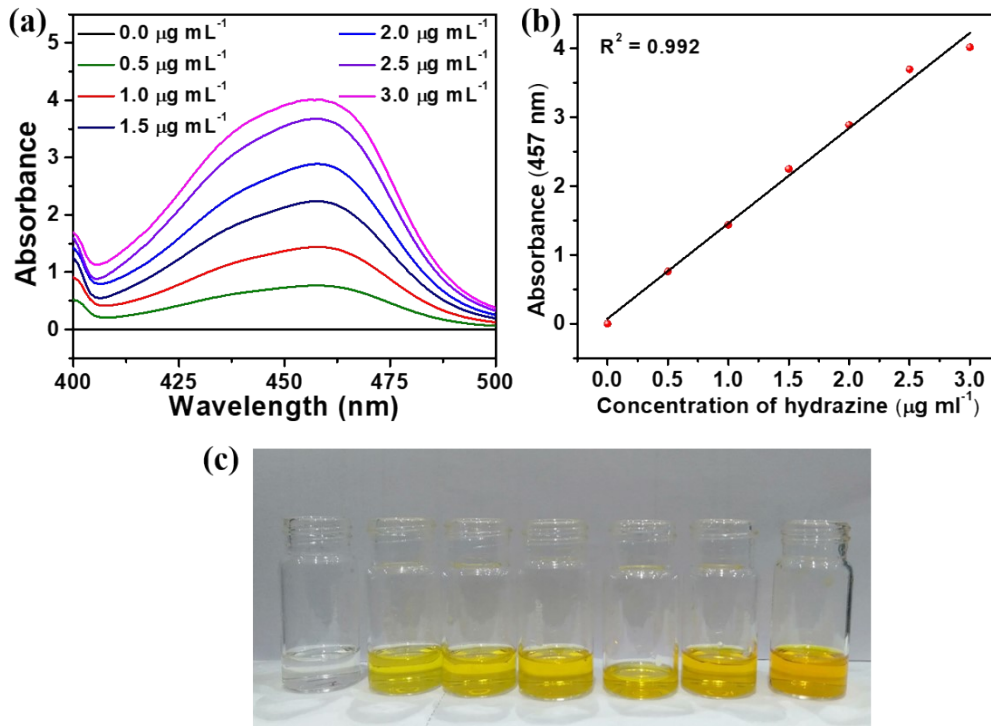 (a)
0.0 μg mL⁻¹
0.5 μg mL⁻¹
1.0 μg mL⁻¹
1.5 μg mL⁻¹
2.0 μg mL⁻¹
2.5 μg mL⁻¹
3.0 μg mL⁻¹
Absorbance
5
4
3
2
1
0
400 425 450 475 500
Wavelength (nm)
(b)
R² = 0.992
Absorbance (457 nm)
4
3
2
1
0
0.0 0.5 1.0 1.5 2.0 2.5 3.0
Concentration of hydrazine (μg ml⁻¹)
(c)